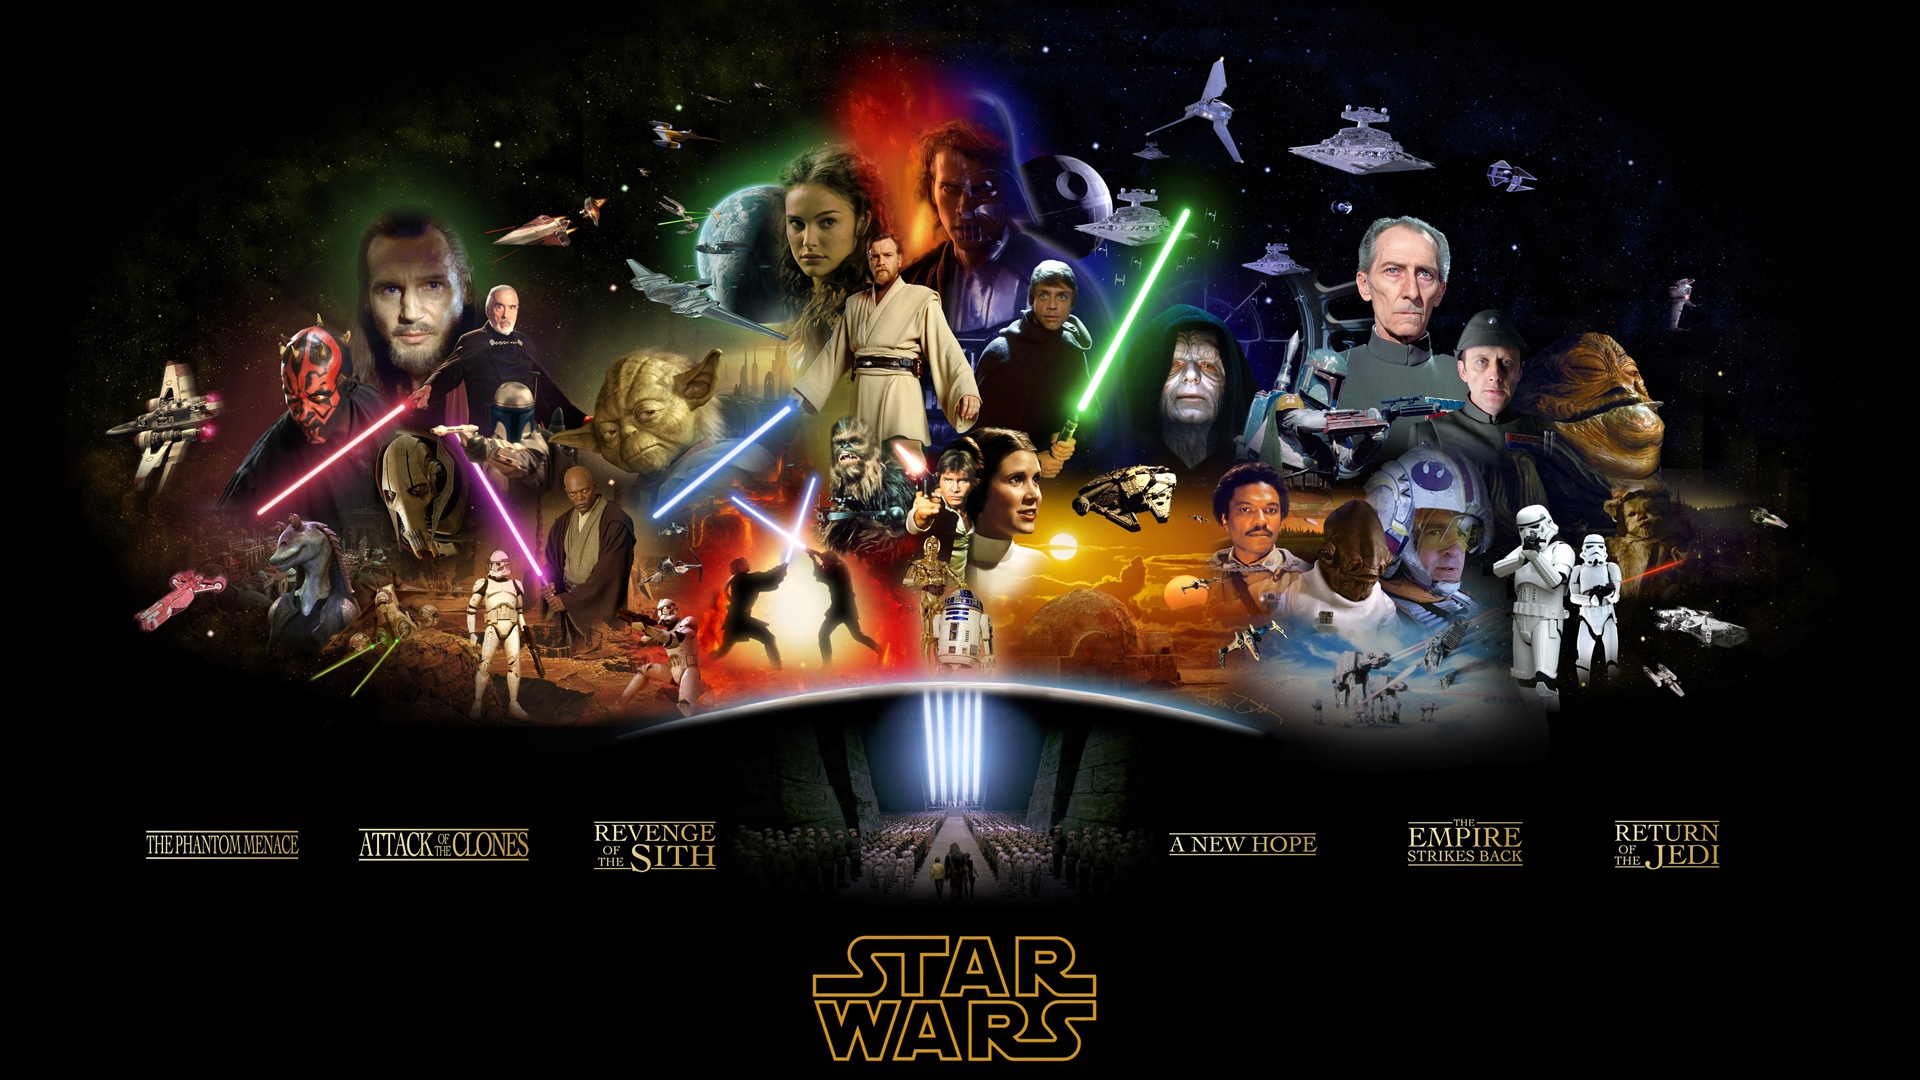 THE PHANTOM MENACE
ATTACK OF THE CLONES
REVENGE
OF THE SITH
A NEW HOPE
THE
EMPIRE
STRIKES BACK
RETURN
OF THE JEDI
STAR
WARS